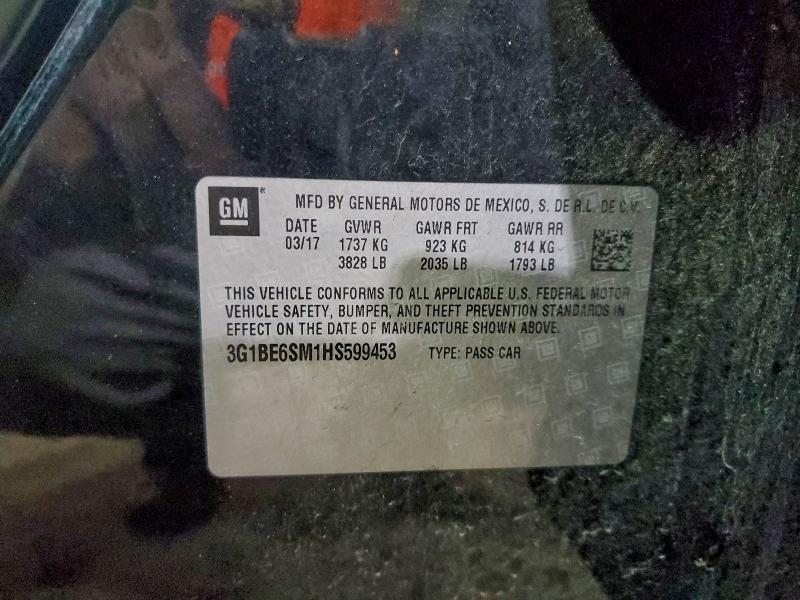 GM
MFD BY GENERAL MOTORS DE MEXICO, S. DE R.L. DE C.V.
DATE GVWR GAWR FRT GAWR RR
03/17 1737 KG 923 KG 814 KG
3828 LB 2035 LB 1793 LB
THIS VEHICLE CONFORMS TO ALL APPLICABLE U.S. FEDERAL MOTOR
VEHICLE SAFETY, BUMPER, AND THEFT PREVENTION STANDARDS IN
EFFECT ON THE DATE OF MANUFACTURE SHOWN ABOVE.
3G1BE6SM1HS599453 TYPE: PASS CAR